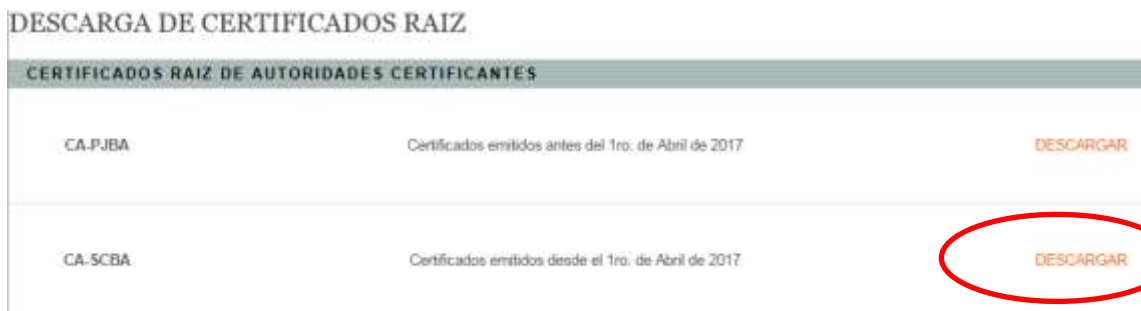 DESCARGA DE CERTIFICADOS RAIZ
CERTIFICADOS RAIZ DE AUTORIDADES CERTIFICANTES
CA-PJBA Certificados emitidos antes del 1ro. de Abril de 2017 DESCARGAR
CA-SCBA Certificados emitidos desde el 1ro. de Abril de 2017 DESCARGAR